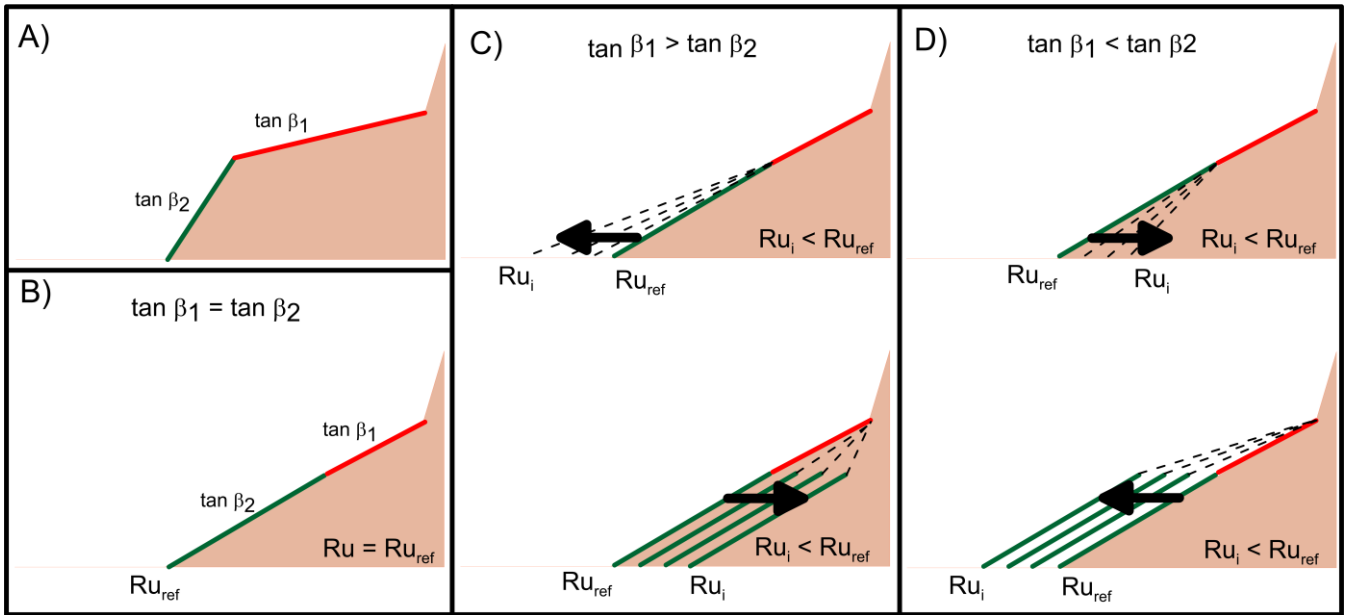 A)
tan β1
tan β2
B)
tan β1 = tan β2
tan β1
tan β2
Ru = Ruref
Ruref
C)
tan β1 > tan β2
Rui < Ruref
Rui
Ruref
Rui < Ruref
Ruref
Rui
D)
tan β1 < tan β2
Rui < Ruref
Ruref
Rui
Rui < Ruref
Rui
Ruref